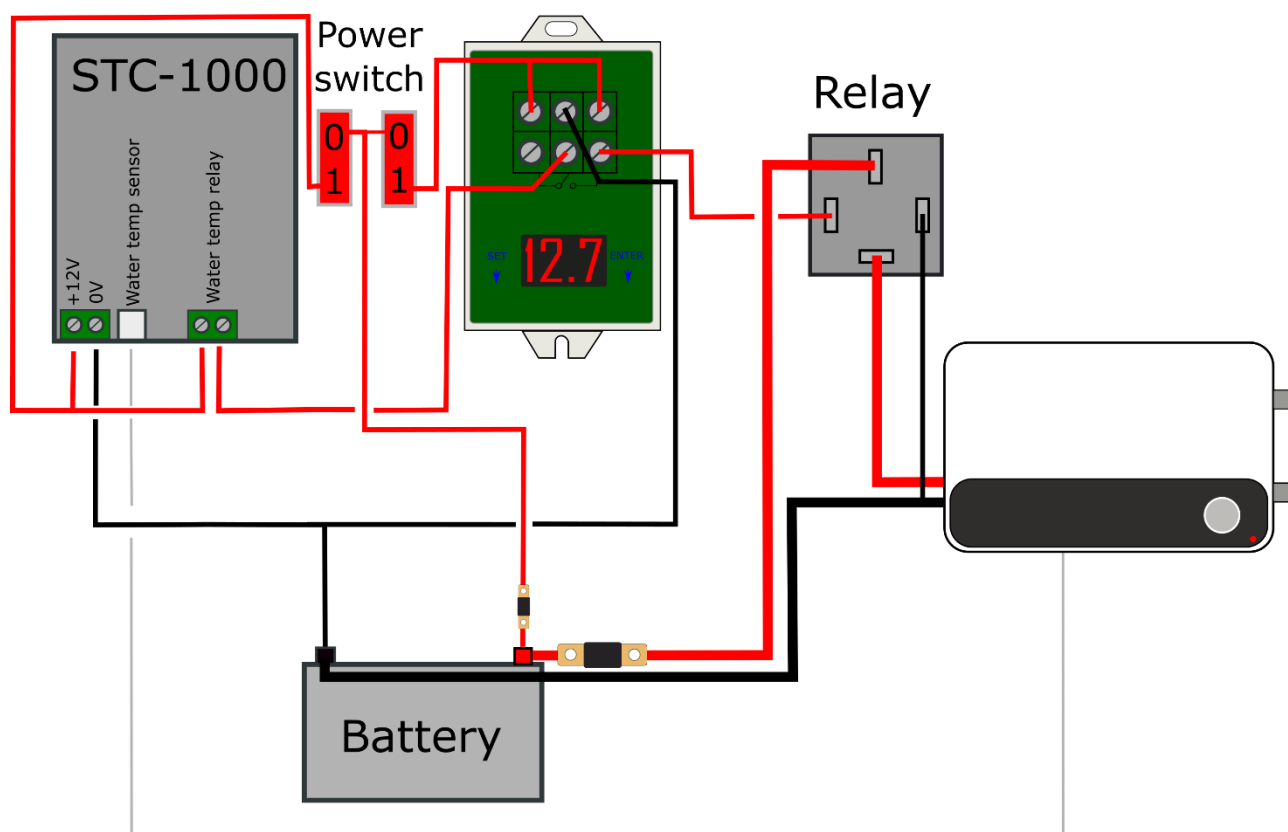 STC-1000
Power
switch
Relay
0
1
0
1
Water temp sensor
Water temp relay
+12V
0V
SET
12.7
ENTER
Battery